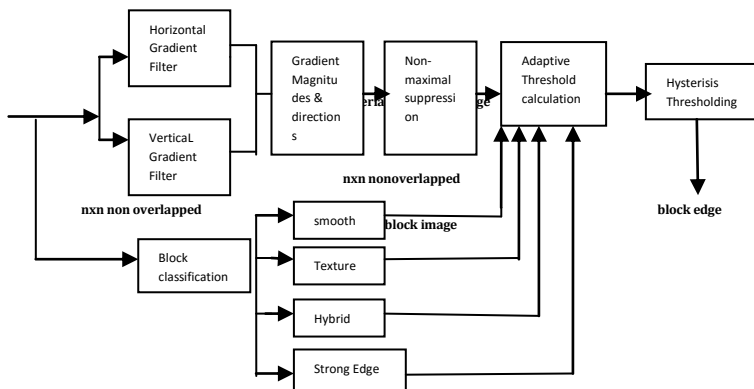 Horizontal
Gradient
Filter
VerticaL
Gradient
Filter
Gradient
Magnitu
des &
direction
s
Non-
maximal
suppressi
on
Adaptive
Threshold
calculation
Hysterisis
Thresholding
nxn nonoverlapped
block image
nxn non overlapped
block edge
Block
classification
smooth
Texture
Hybrid
Strong Edge